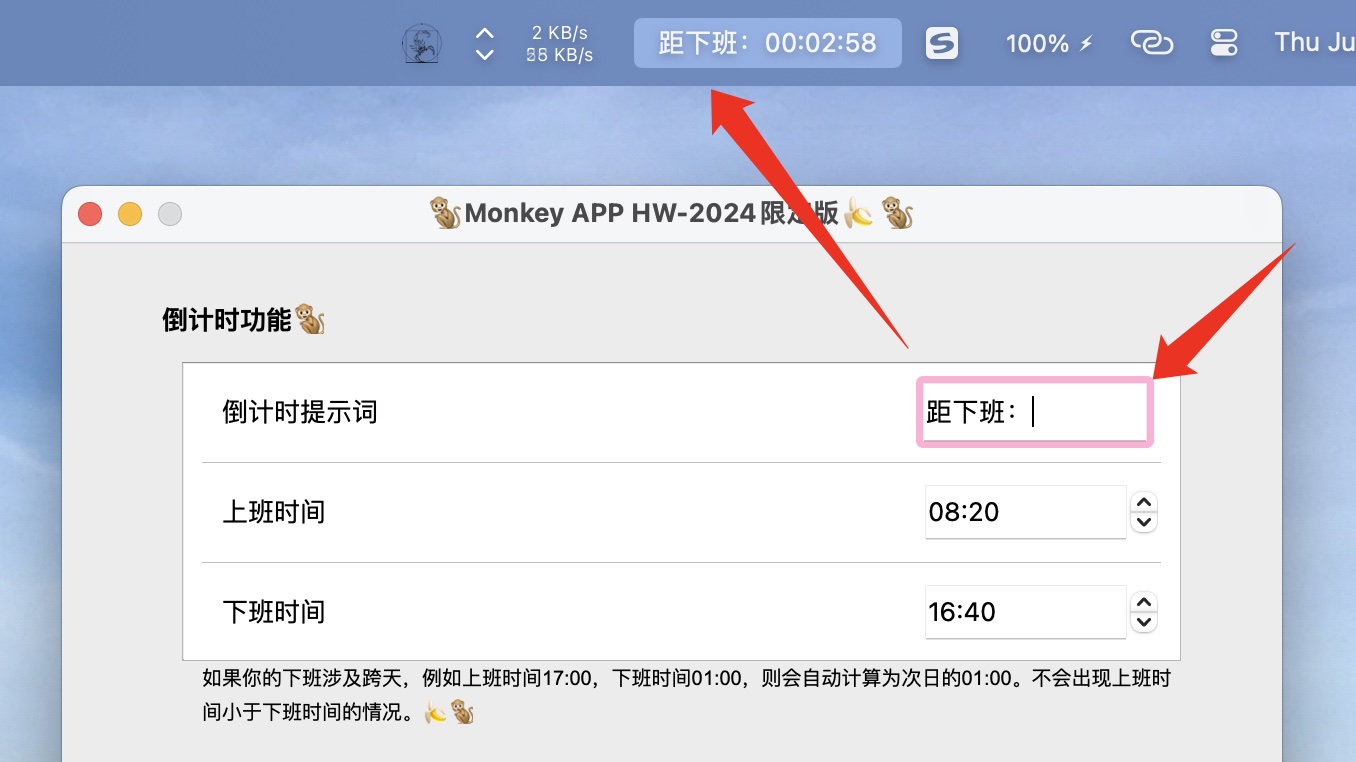 2 KB/s
KB/s
距下班：00:02:58
100%
Thu Ju
🐒Monkey APP HW-2024限定版🍌🐒
倒计时功能🐒
倒计时提示词
距下班：
上班时间
08:20
下班时间
16:40
如果你的下班涉及跨天，例如上班时间17:00，下班时间01:00，则会自动计算为次日的01:00。不会出现上班时
间小于下班时间的情况。🍌🐒